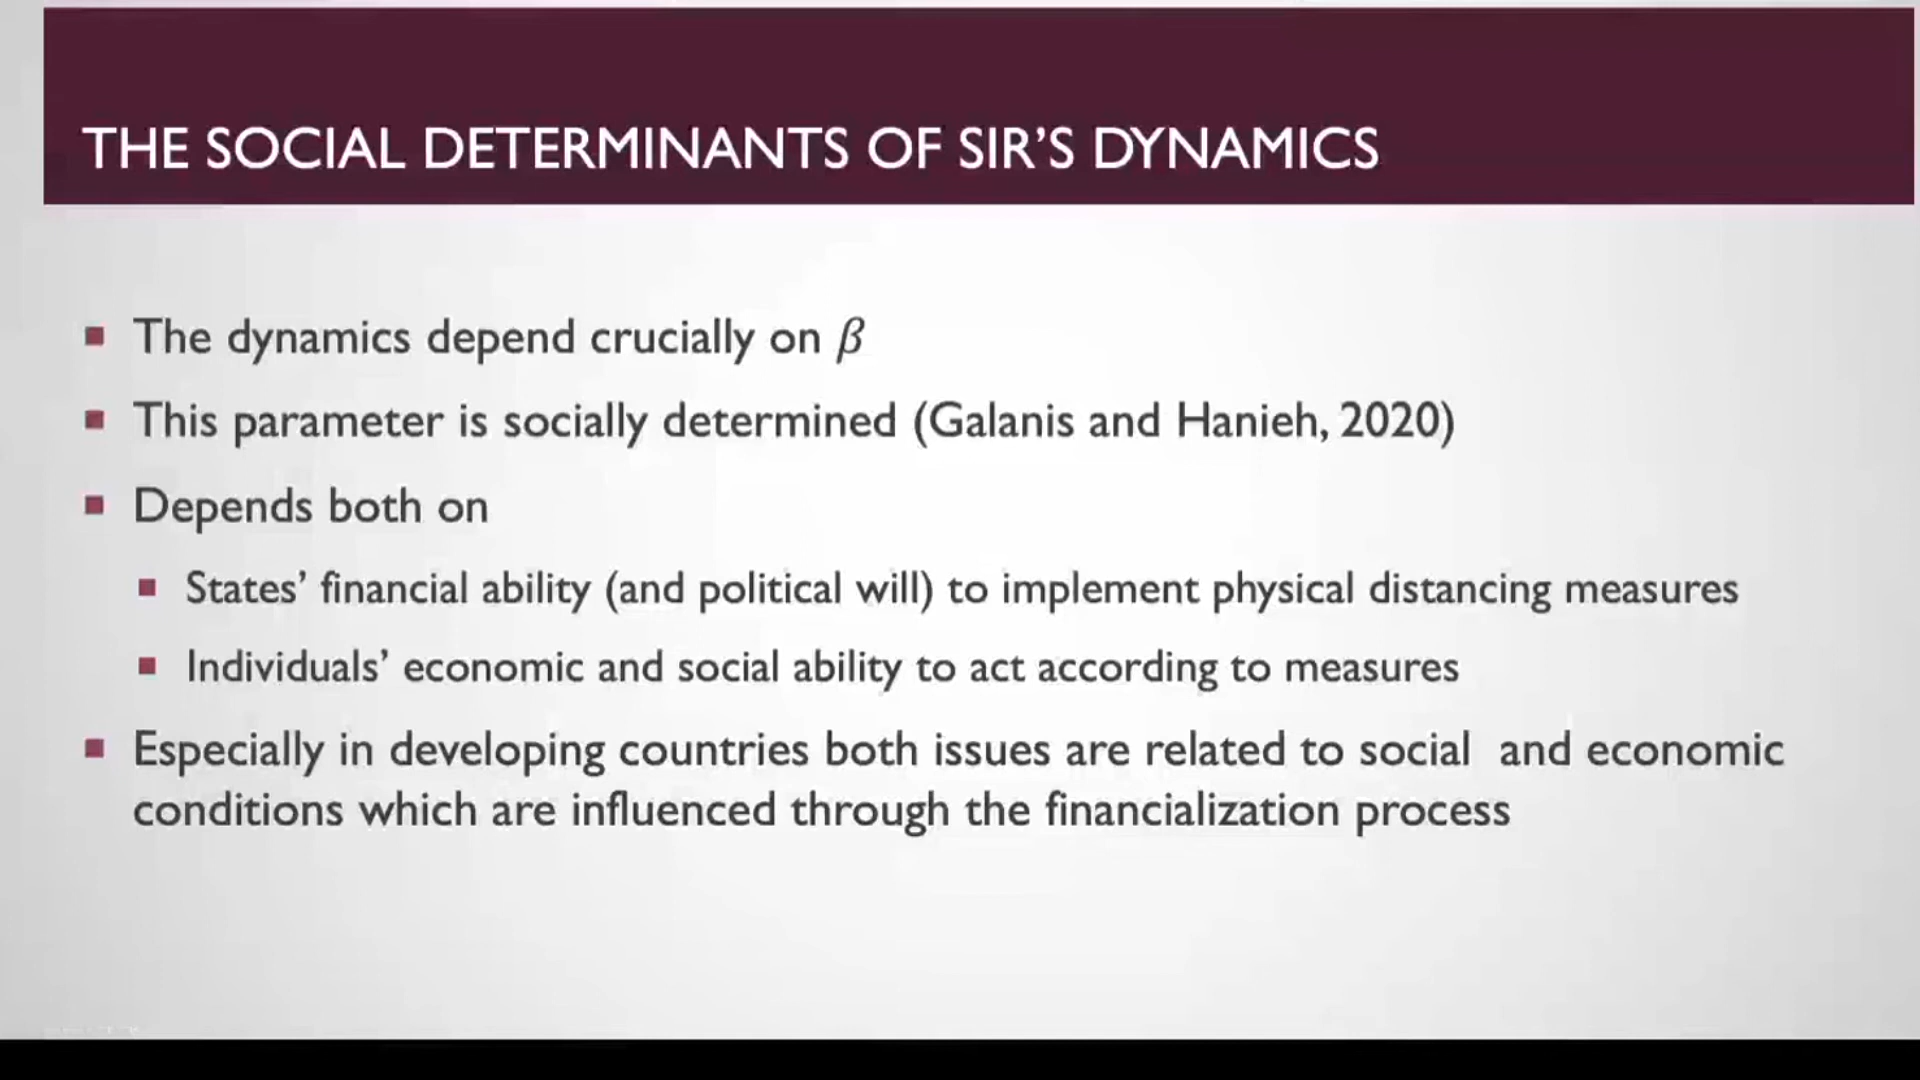 THE SOCIAL DETERMINANTS OF SIR’S DYNAMICS
The dynamics depend crucially on β
This parameter is socially determined (Galanis and Hanieh, 2020)
Depends both on
States’ financial ability (and political will) to implement physical distancing measures
Individuals’ economic and social ability to act according to measures
Especially in developing countries both issues are related to social and economic
conditions which are influenced through the financialization process